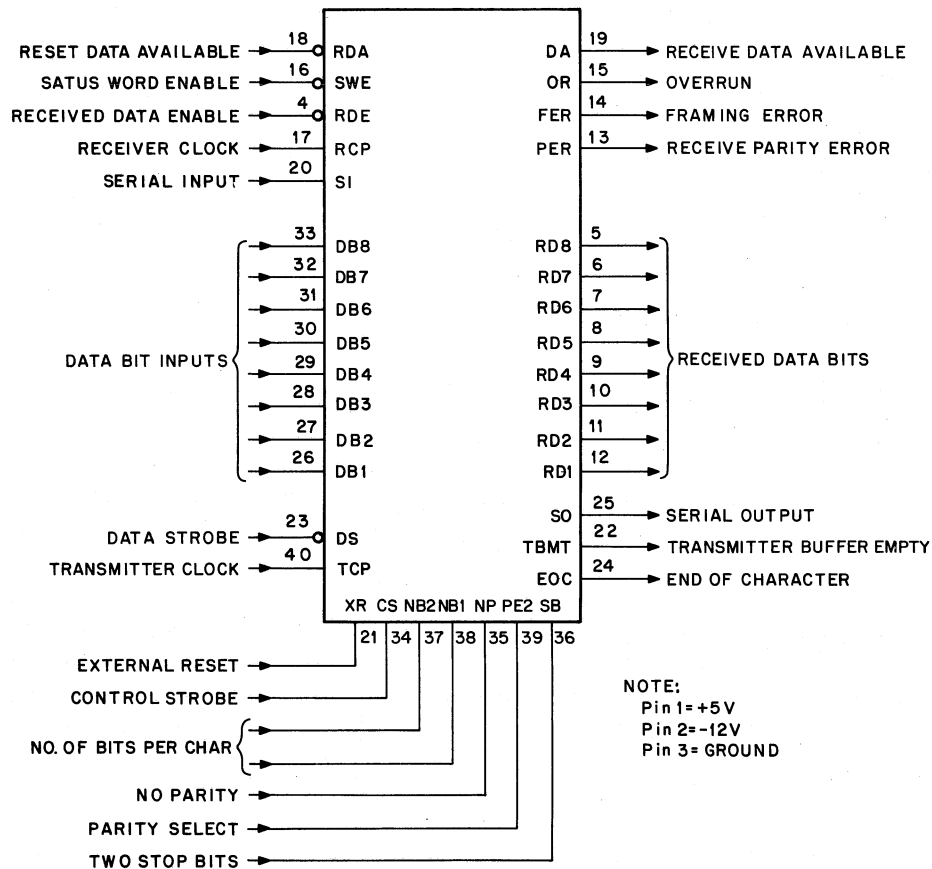 RESET DATA AVAILABLE 18 RDA DA 19 RECEIVE DATA AVAILABLE
SATUS WORD ENABLE 16 SWE OR 15 OVERRUN
RECEIVED DATA ENABLE 4 RDE FER 14 FRAMING ERROR
RECEIVER CLOCK 17 RCP PER 13 RECEIVE PARITY ERROR
SERIAL INPUT 20 SI
33 DB8 RD8 5
32 DB7 RD7 6
31 DB6 RD6 7
30 DB5 RD5 8
DATA BIT INPUTS RECEIVED DATA BITS
29 DB4 RD4 9
28 DB3 RD3 10
27 DB2 RD2 11
26 DB1 RD1 12
SO 25 SERIAL OUTPUT
DATA STROBE 23 DS TBMT 22 TRANSMITTER BUFFER EMPTY
TRANSMITTER CLOCK 40 TCP EOC 24 END OF CHARACTER
XR CS NB2 NB1 NP PE2 SB
21 34 37 38 35 39 36
EXTERNAL RESET
CONTROL STROBE
NO. OF BITS PER CHAR
NO PARITY
PARITY SELECT
TWO STOP BITS
NOTE:
Pin 1=+5V
Pin 2=-12V
Pin 3= GROUND